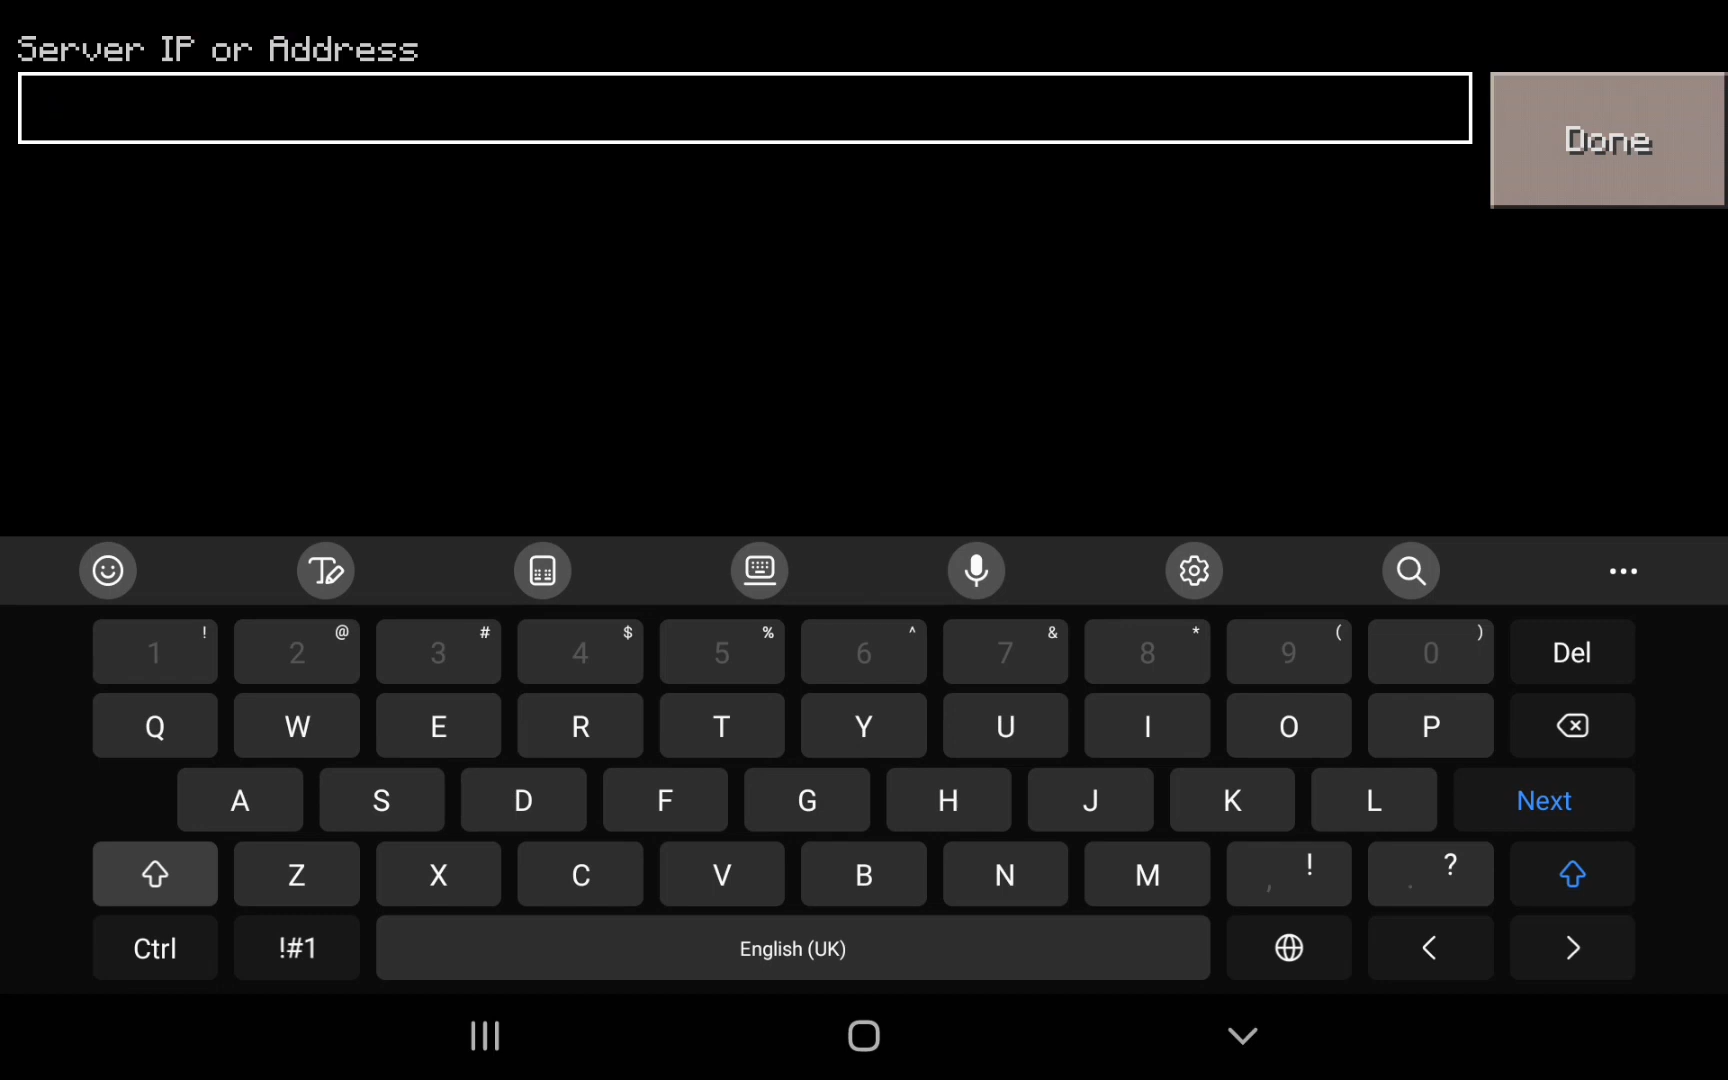 Server IP or Address
Done
! @ # $ % ^ & * ( )
1 2 3 4 5 6 7 8 9 0 Del
Q W E R T Y U I O P
A S D F G H J K L Next
Z X C V B N M , ! . ?
Ctrl !#1 English (UK) < >